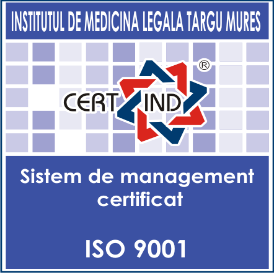 INSTITUTUL DE MEDICINA LEGALA TARGU MURES
CERT IND ®
Sistem de management
certificat
ISO 9001